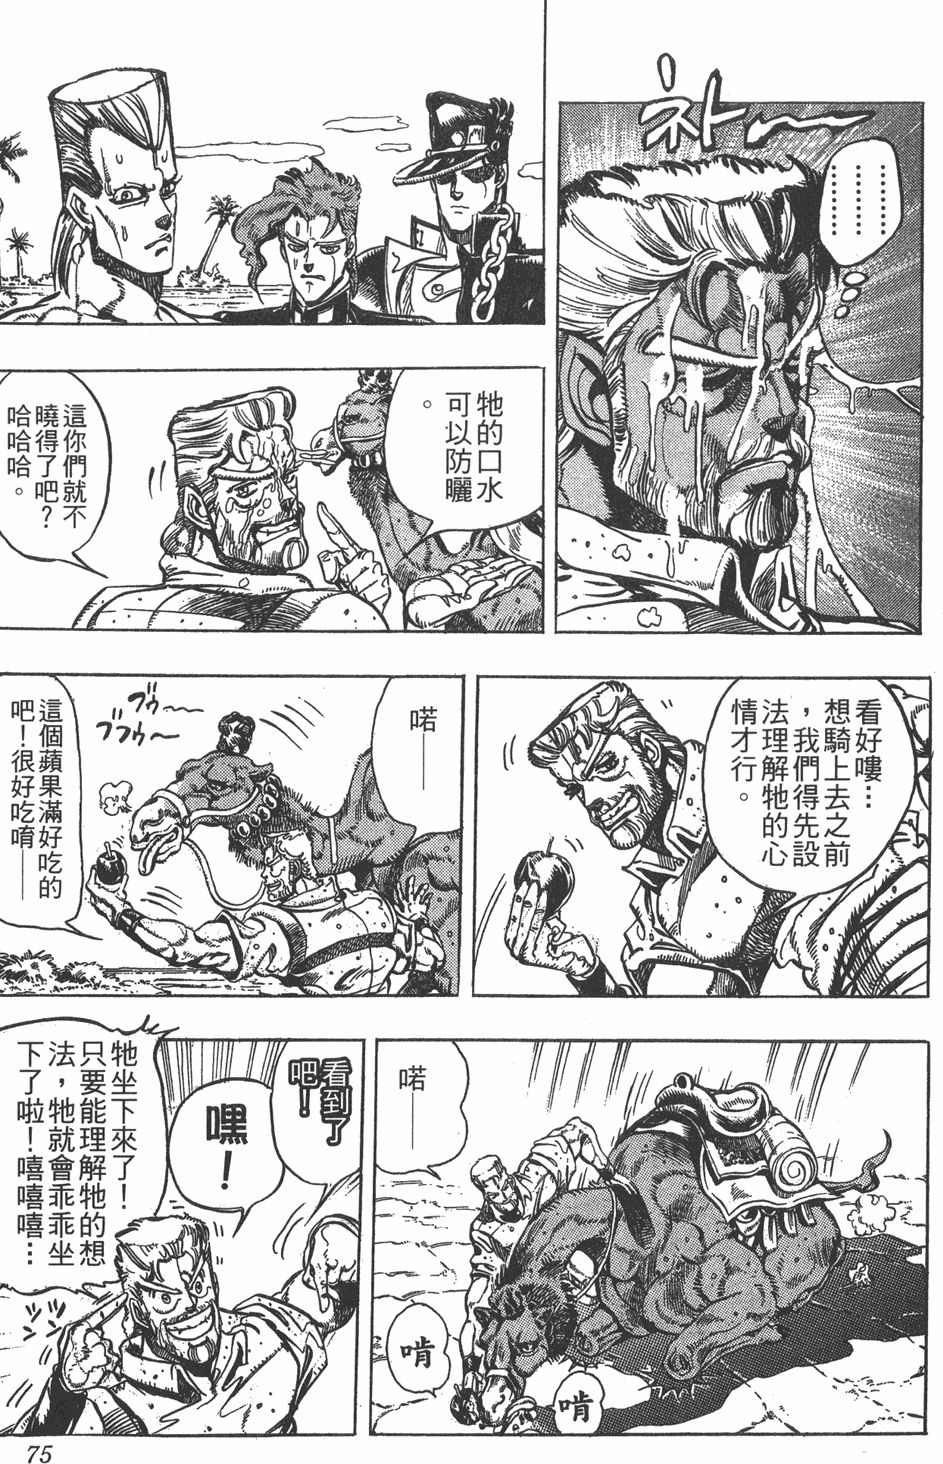 ネト〜
…………
牠的口水
可以防曬
。
這你們就不
曉得了吧？
哈哈哈。
看好嘍…
想騎上去之前
，我們得先設
法理解牠的心
情才行。
喏——
ブウ〜〜
ブフウ〜
這個蘋果滿好吃的
吧！很好吃唷——
喏——
啃
啃
看到了
吧！
嘿！
牠坐下來了！
只要能理解牠的想
法，牠就會乖乖坐
下了啦！嘻嘻嘻…
75